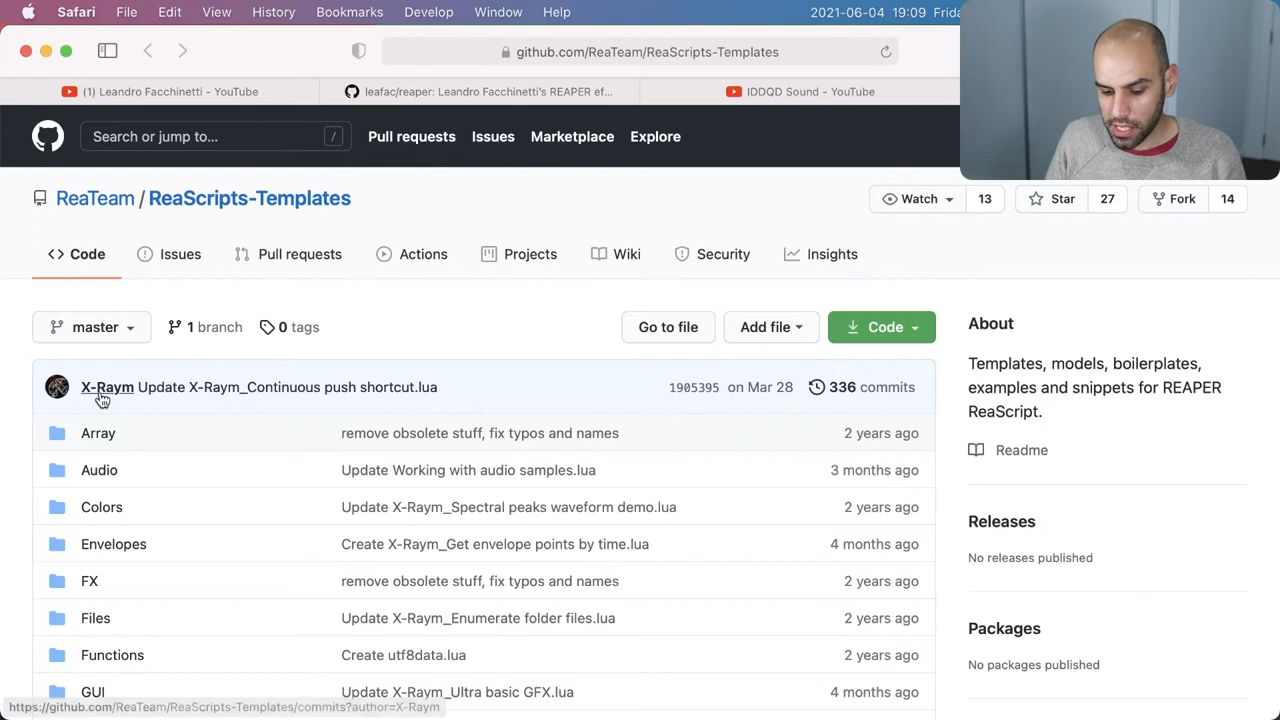 Safari File Edit View History Bookmarks Develop Window Help 2021-06-04 19:09 Frida
github.com/ReaTeam/ReaScripts-Templates
(1) Leandro Facchinetti - YouTube
leafac/reaper: Leandro Facchinetti's REAPER ef...
IDDQD Sound - YouTube
Search or jump to... /
Pull requests Issues Marketplace Explore
ReaTeam / ReaScripts-Templates
Watch 13
Star 27
Fork 14
<> Code Issues Pull requests Actions Projects Wiki Security Insights
master 1 branch 0 tags Go to file Add file Code
X-Raym Update X-Raym_Continuous push shortcut.lua 1905395 on Mar 28 336 commits
Array remove obsolete stuff, fix typos and names 2 years ago
Audio Update Working with audio samples.lua 3 months ago
Colors Update X-Raym_Spectral peaks waveform demo.lua 2 years ago
Envelopes Create X-Raym_Get envelope points by time.lua 4 months ago
FX remove obsolete stuff, fix typos and names 2 years ago
Files Update X-Raym_Enumerate folder files.lua 2 years ago
Functions Create utf8data.lua 2 years ago
GUI Update X-Raym_Ultra basic GFX.lua 4 months ago
https://github.com/ReaTeam/ReaScripts-Templates/commits?author=X-Raym
About
Templates, models, boilerplates,
examples and snippets for REAPER
ReaScript.
Readme
Releases
No releases published
Packages
No packages published